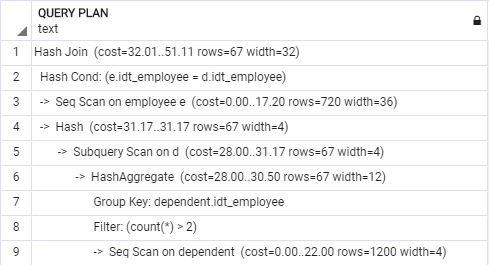 QUERY PLAN
text
1 Hash Join (cost=32.01..51.11 rows=67 width=32)
2 Hash Cond: (e.idt_employee = d.idt_employee)
3 -> Seq Scan on employee e (cost=0.00..17.20 rows=720 width=36)
4 -> Hash (cost=31.17..31.17 rows=67 width=4)
5 -> Subquery Scan on d (cost=28.00..31.17 rows=67 width=4)
6 -> HashAggregate (cost=28.00..30.50 rows=67 width=12)
7 Group Key: dependent.idt_employee
8 Filter: (count(*) > 2)
9 -> Seq Scan on dependent (cost=0.00..22.00 rows=1200 width=4)